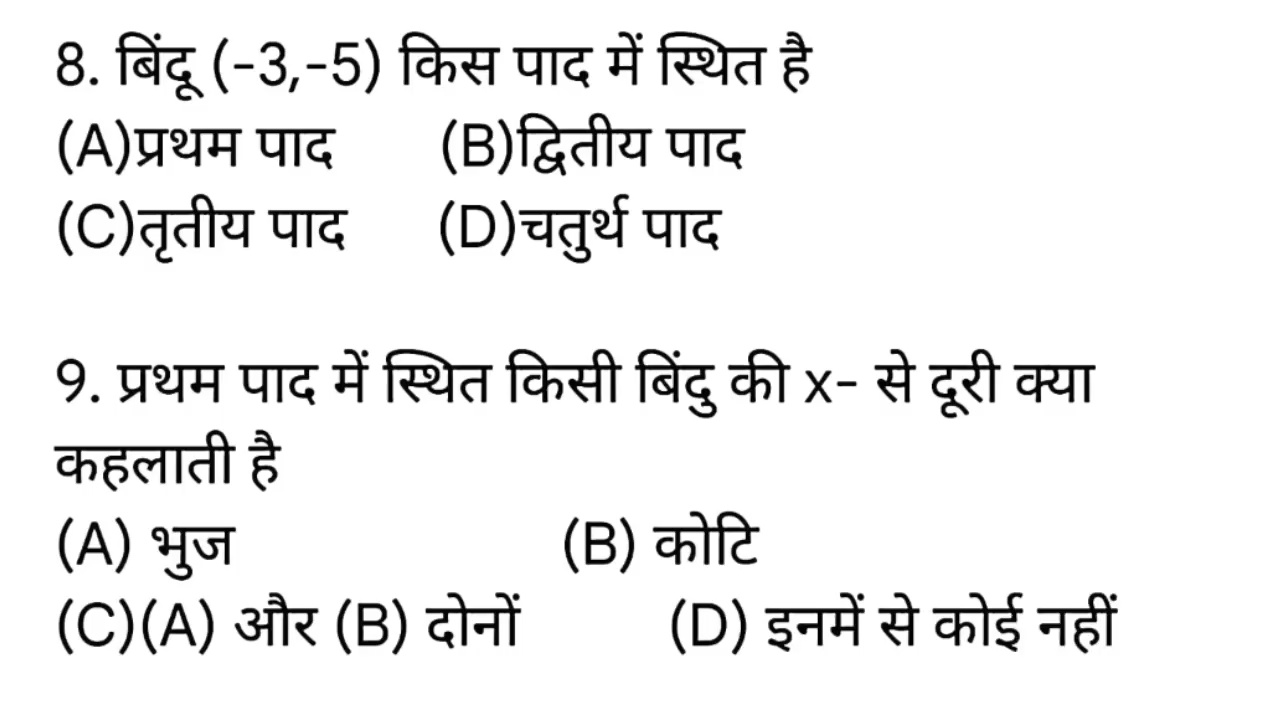 8. बिंदू (-3,-5) किस पाद में स्थित है
(A)प्रथम पाद (B)द्वितीय पाद
(C)तृतीय पाद (D)चतुर्थ पाद
9. प्रथम पाद में स्थित किसी बिंदु की x- से दूरी क्या
कहलाती है
(A) भुज (B) कोटि
(C)(A) और (B) दोनों (D) इनमें से कोई नहीं